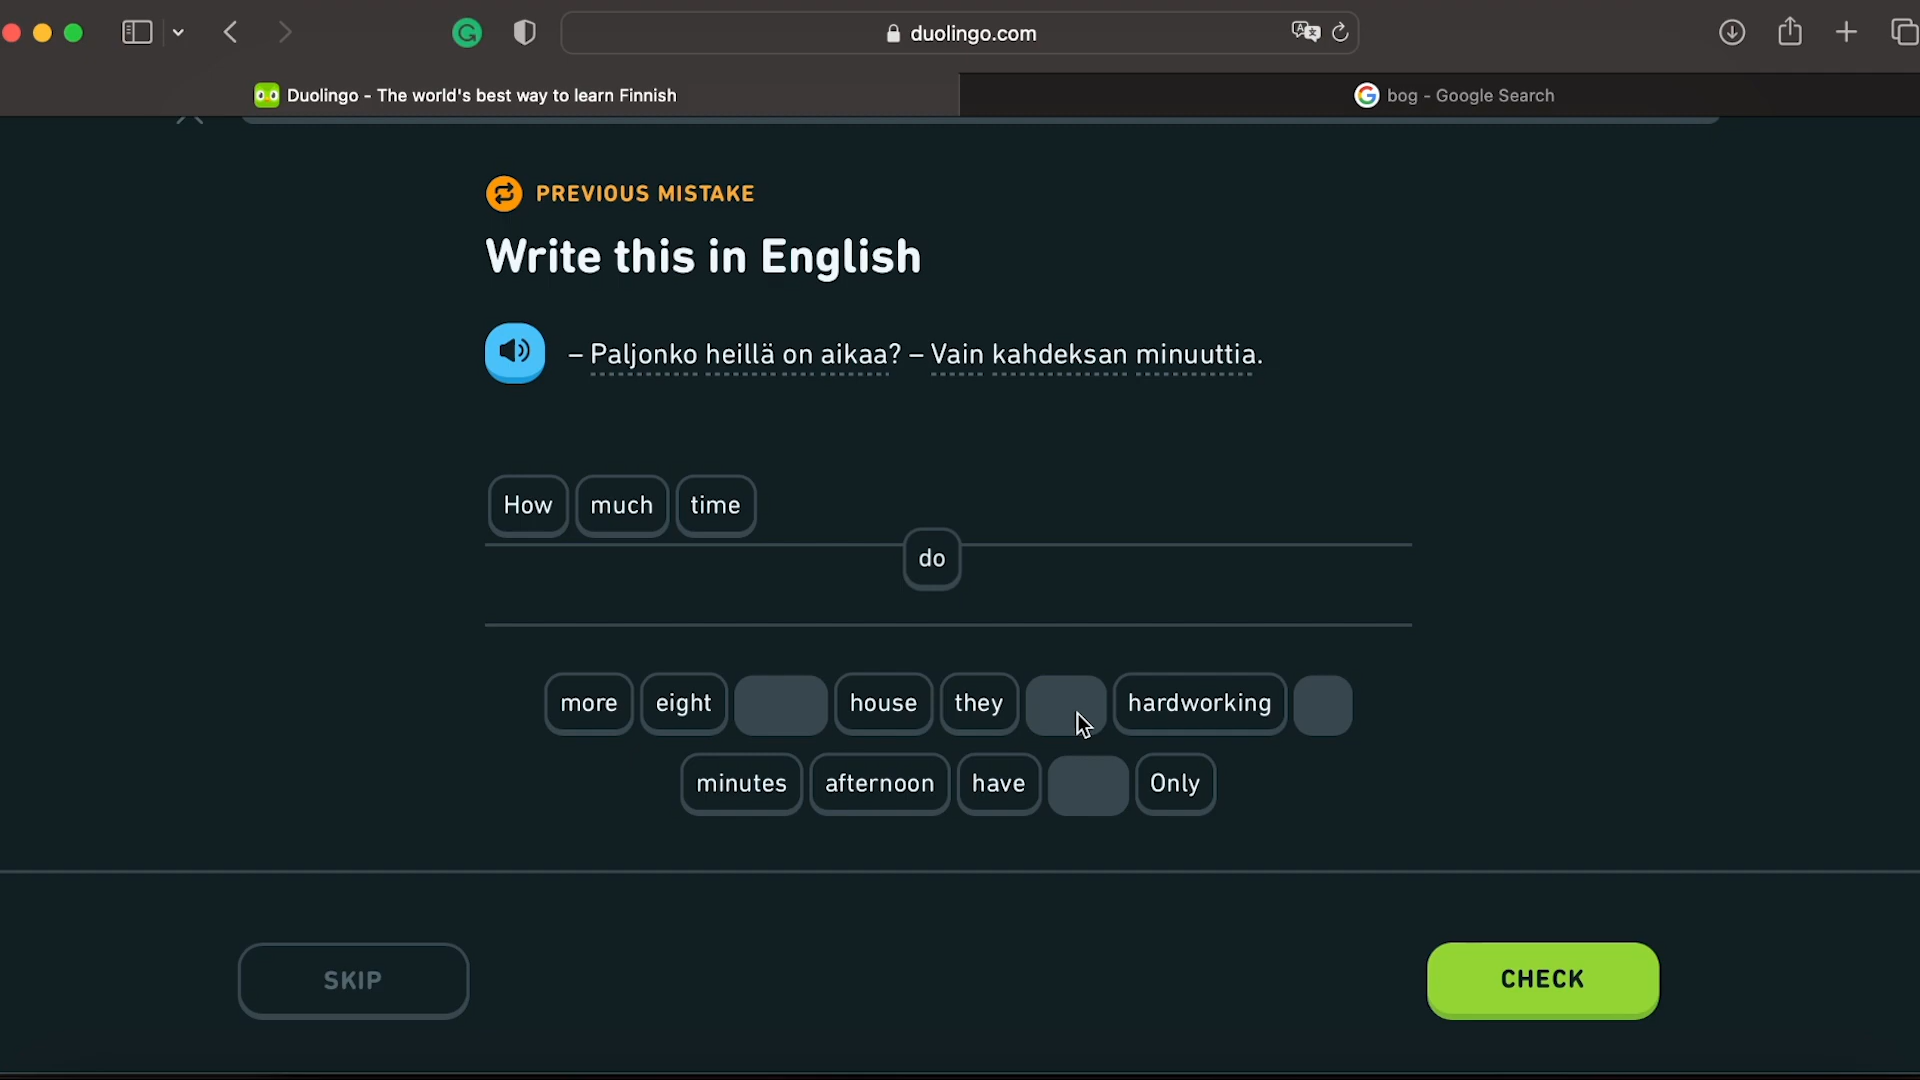 duolingo.com
Duolingo - The world's best way to learn Finnish
bog - Google Search
PREVIOUS MISTAKE
Write this in English
– Paljonko heillä on aikaa? – Vain kahdeksan minuuttia.
How much time
do
more eight house they hardworking
minutes afternoon have Only
SKIP
CHECK